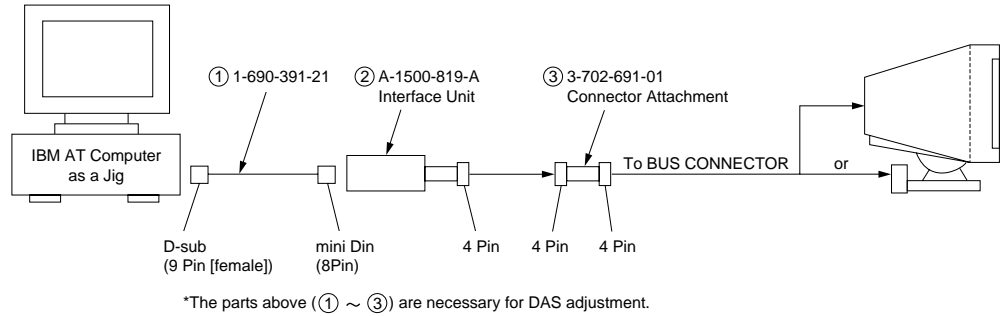 ① 1-690-391-21
② A-1500-819-A
Interface Unit
③ 3-702-691-01
Connector Attachment
IBM AT Computer
as a Jig
To BUS CONNECTOR
or
D-sub
(9 Pin [female])
mini Din
(8Pin)
4 Pin
4 Pin
4 Pin
*The parts above (① ~ ③) are necessary for DAS adjustment.